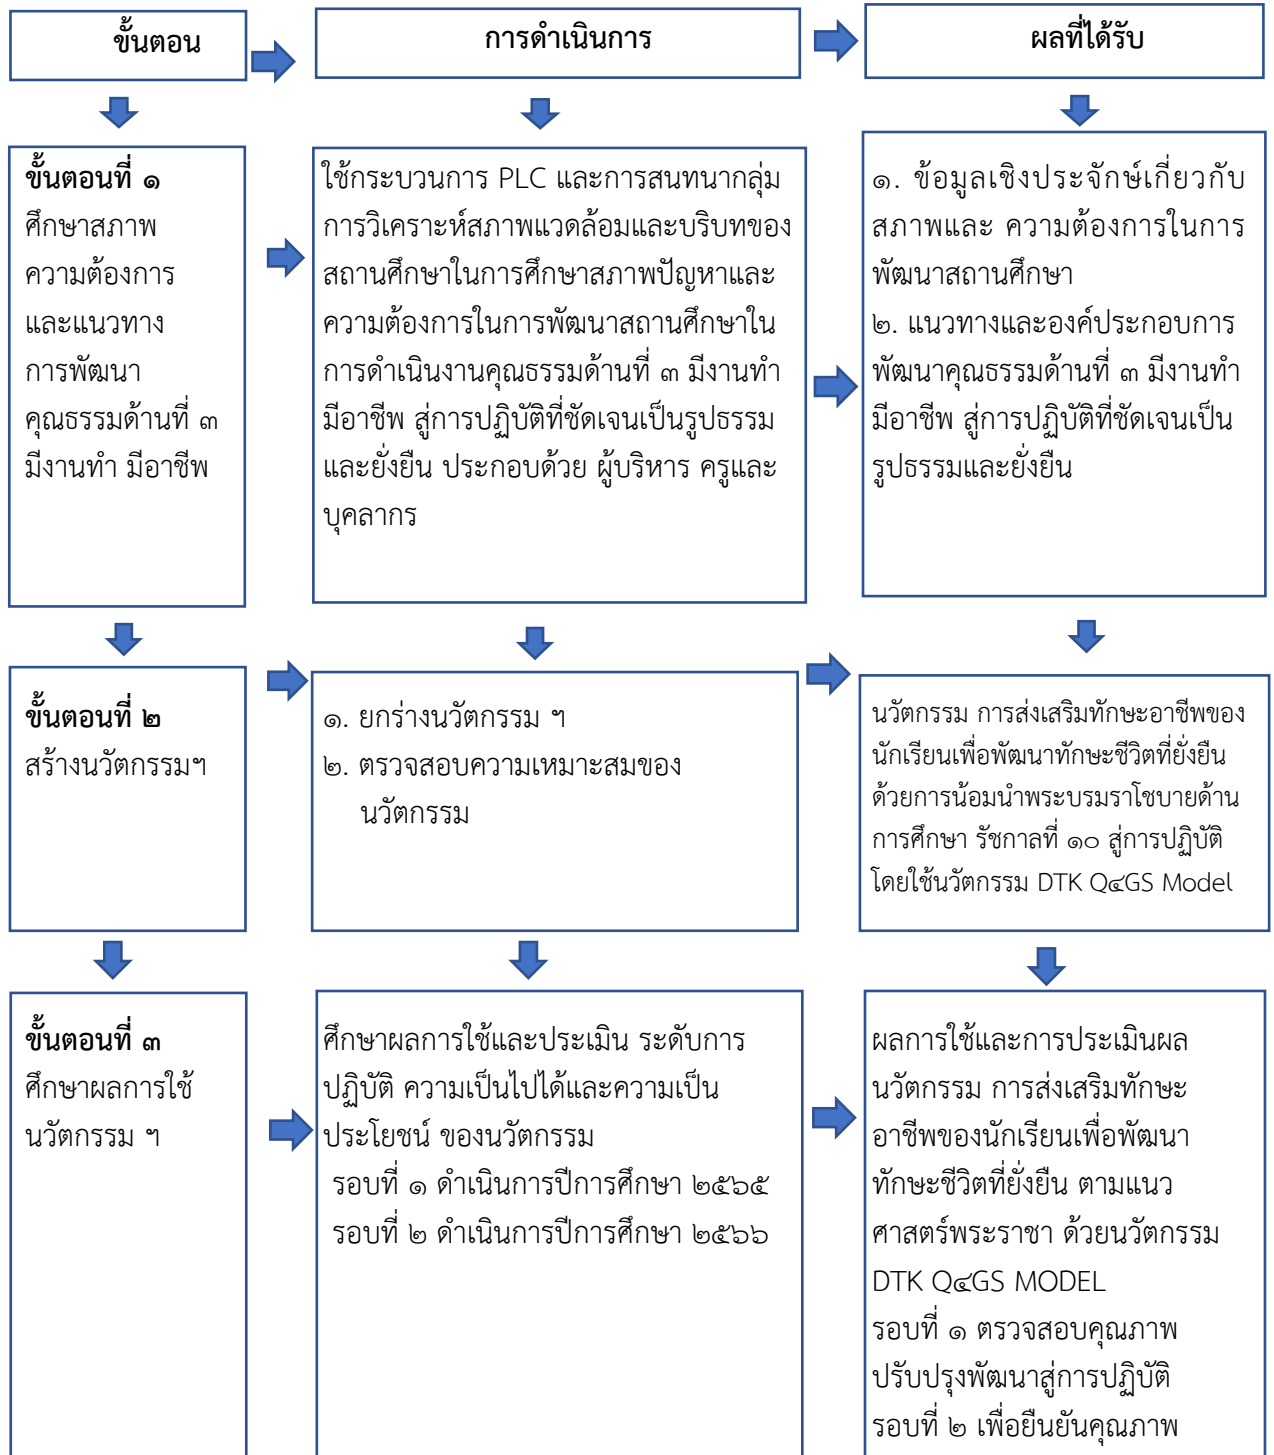 ขั้นตอน
การดำเนินการ
ผลที่ได้รับ
ขั้นตอนที่ ๑
ศึกษาสภาพ
ความต้องการ
และแนวทาง
การพัฒนา
คุณธรรมด้านที่ ๓
มีงานทำ มีอาชีพ
ใช้กระบวนการ PLC และการสนทนากลุ่ม
การวิเคราะห์สภาพแวดล้อมและบริบทของ
สถานศึกษาในการศึกษาสภาพปัญหาและ
ความต้องการในการพัฒนาสถานศึกษาใน
การดำเนินงานคุณธรรมด้านที่ ๓ มีงานทำ
มีอาชีพ สู่การปฏิบัติที่ชัดเจนเป็นรูปธรรม
และยั่งยืน ประกอบด้วย ผู้บริหาร ครูและ
บุคลากร
๑. ข้อมูลเชิงประจักษ์เกี่ยวกับ
สภาพและ ความต้องการในการ
พัฒนาสถานศึกษา
๒. แนวทางและองค์ประกอบการ
พัฒนาคุณธรรมด้านที่ ๓ มีงานทำ
มีอาชีพ สู่การปฏิบัติที่ชัดเจนเป็น
รูปธรรมและยั่งยืน
ขั้นตอนที่ ๒
สร้างนวัตกรรมฯ
๑. ยกร่างนวัตกรรม ฯ
๒. ตรวจสอบความเหมาะสมของ
นวัตกรรม
นวัตกรรม การส่งเสริมทักษะอาชีพของ
นักเรียนเพื่อพัฒนาทักษะชีวิตที่ยั่งยืน
ด้วยการน้อมนำพระบรมราโชบายด้าน
การศึกษา รัชกาลที่ ๑๐ สู่การปฏิบัติ
โดยใช้นวัตกรรม DTK Q๔GS Model
ขั้นตอนที่ ๓
ศึกษาผลการใช้
นวัตกรรม ฯ
ศึกษาผลการใช้และประเมิน ระดับการ
ปฏิบัติ ความเป็นไปได้และความเป็น
ประโยชน์ ของนวัตกรรม
รอบที่ ๑ ดำเนินการปีการศึกษา ๒๕๖๕
รอบที่ ๒ ดำเนินการปีการศึกษา ๒๕๖๖
ผลการใช้และการประเมินผล
นวัตกรรม การส่งเสริมทักษะ
อาชีพของนักเรียนเพื่อพัฒนา
ทักษะชีวิตที่ยั่งยืน ตามแนว
ศาสตร์พระราชา ด้วยนวัตกรรม
DTK Q๔GS MODEL
รอบที่ ๑ ตรวจสอบคุณภาพ
ปรับปรุงพัฒนาสู่การปฏิบัติ
รอบที่ ๒ เพื่อยืนยันคุณภาพ